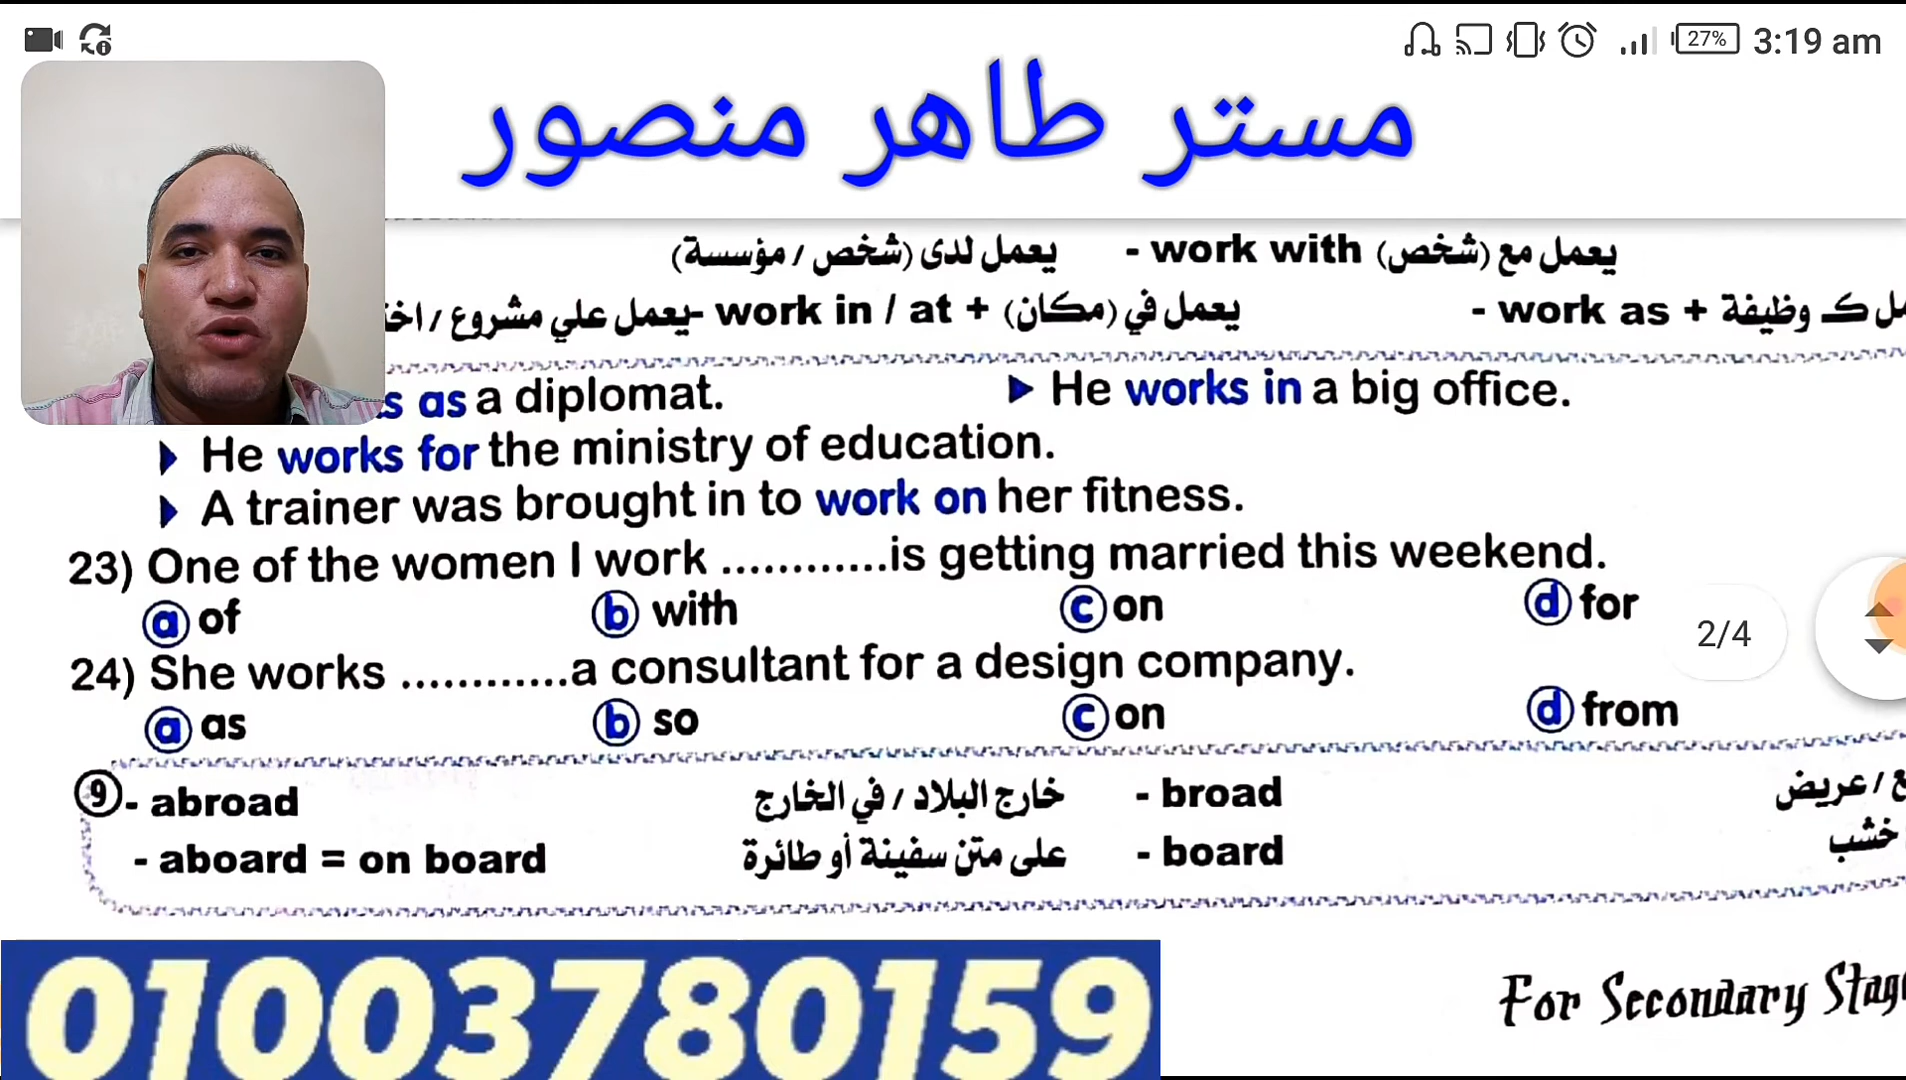 27% 3:19 am
مستر طاهر منصور
يعمل لدى (شخص / مؤسسة) - work with (شخص) يعمل مع
يعمل علي مشروع / - work in / at + (مكان) يعمل في - work as + وظيفة
as a diplomat. He works in a big office.
He works for the ministry of education.
A trainer was brought in to work on her fitness.
23) One of the women I work ............is getting married this weekend.
a of b with c on d for
2/4
24) She works ............a consultant for a design company.
a as b so c on d from
9- abroad خارج البلاد / في الخارج - broad / عريض
- aboard = on board على متن سفينة أو طائرة - board خشب
01003780159
For Secondary